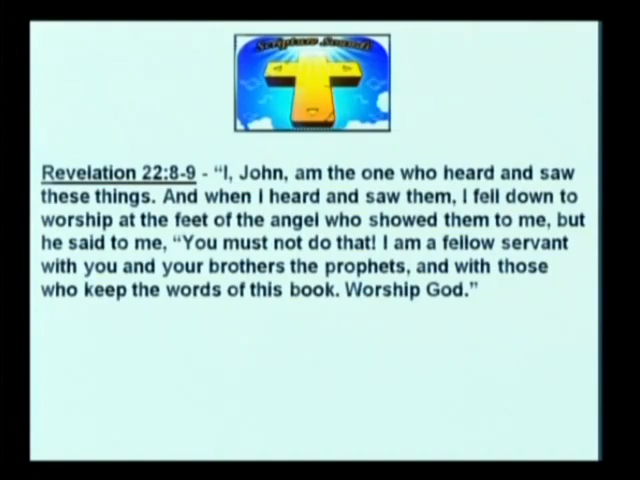 Scripture Sounds
Revelation 22:8-9 - “I, John, am the one who heard and saw
these things. And when I heard and saw them, I fell down to
worship at the feet of the angel who showed them to me, but
he said to me, “You must not do that! I am a fellow servant
with you and your brothers the prophets, and with those
who keep the words of this book. Worship God.”